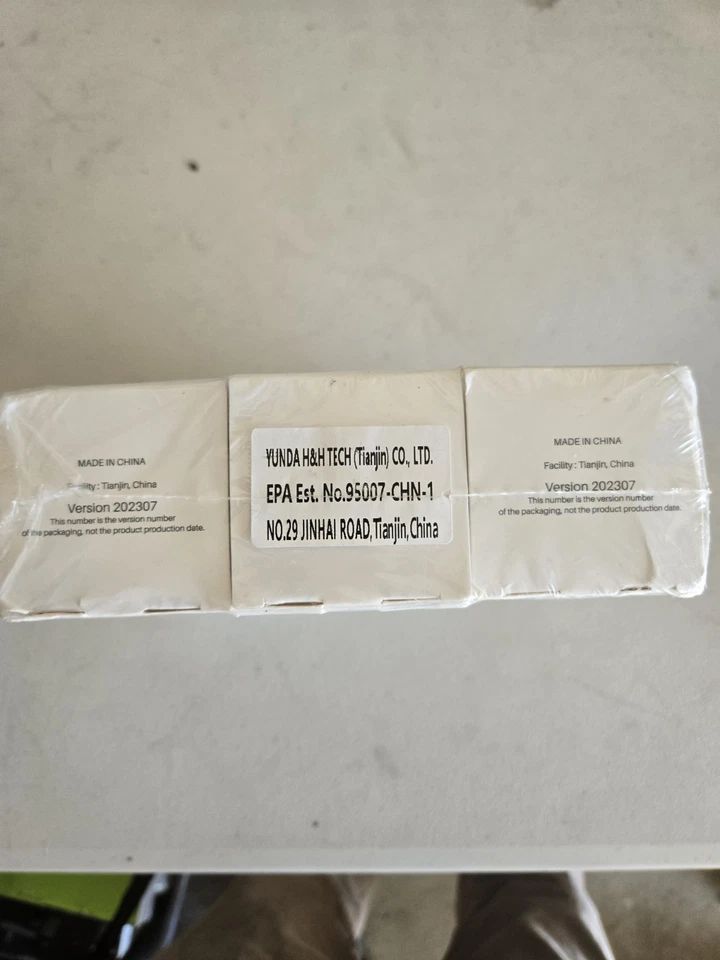 MADE IN CHINA
Facility : Tianjin, China
Version 202307
This number is the version number
of the packaging, not the product production date.
YUNDA H&H TECH (Tianjin) CO., LTD.
EPA Est. No.95007-CHN-1
NO.29 JINHAI ROAD, Tianjin, China
MADE IN CHINA
Facility : Tianjin, China
Version 202307
This number is the version number
of the packaging, not the product production date.